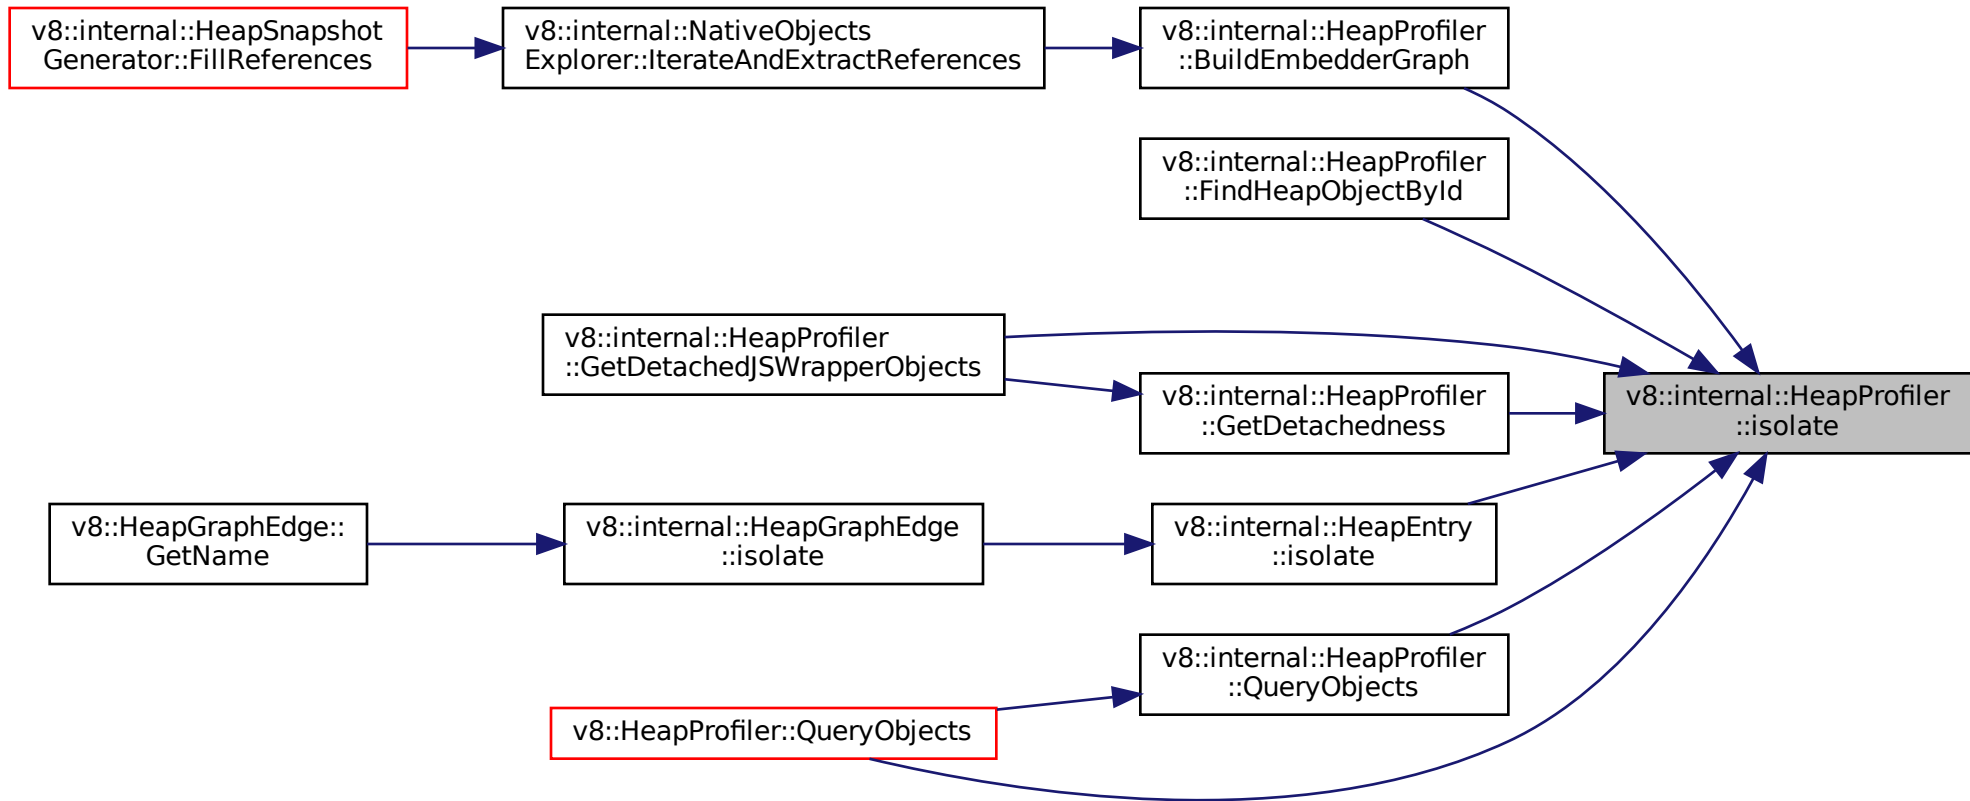 v8::internal::HeapSnapshot
Generator::FillReferences
v8::internal::NativeObjects
Explorer::IterateAndExtractReferences
v8::internal::HeapProfiler
::BuildEmbedderGraph
v8::internal::HeapProfiler
::FindHeapObjectById
v8::internal::HeapProfiler
::GetDetachedJSWrapperObjects
v8::internal::HeapProfiler
::GetDetachedness
v8::internal::HeapProfiler
::isolate
v8::HeapGraphEdge::
GetName
v8::internal::HeapGraphEdge
::isolate
v8::internal::HeapEntry
::isolate
v8::internal::HeapProfiler
::QueryObjects
v8::HeapProfiler::QueryObjects